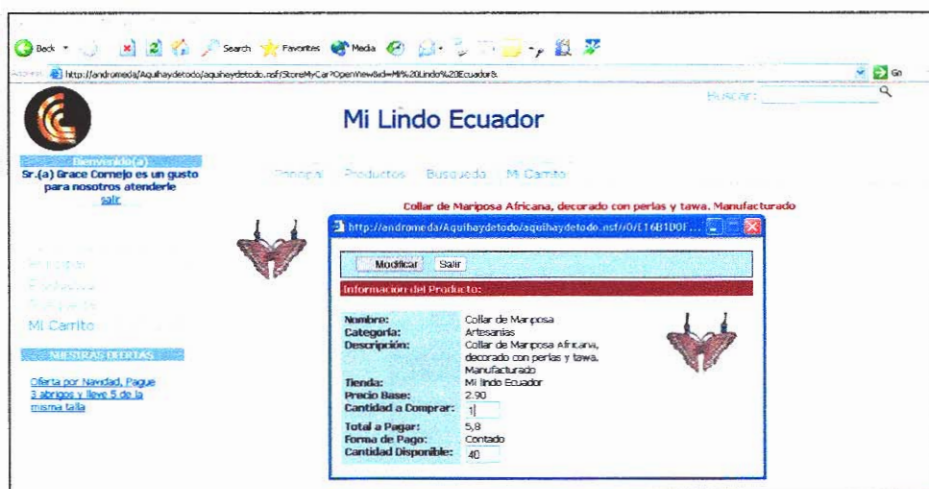 Back
Search
Favorites
Media
http://andromeda/Aquihaydetodo/aquihaydetodo.nsf/StoreMyCar?OpenView&id=Mi%20Lindo%20Ecuador&
Go
Buscar:
Mi Lindo Ecuador
Bienvenido(a)
Sr.(a) Grace Cornejo es un gusto
para nosotros atenderle
salir
Principal Productos Busqueda Mi Carrito
Collar de Mariposa Africana, decorado con perlas y tawa. Manufacturado
http://andromeda/Aquihaydetodo/aquihaydetodo.nsf/
Modificar Salir
Informacion del Producto:
Nombre: Collar de Mariposa
Categoría: Artesanias
Descripción: Collar de Mariposa Africana,
decorado con perlas y tawa.
Manufacturado
Tienda: Mi lindo Ecuador
Precio Base: 2.90
Cantidad a Comprar: 1
Total a Pagar: 5,8
Forma de Pago: Contado
Cantidad Disponible: 40
Principal
Mi Carrito
NUESTRAS OFERTAS
Oferta por Navidad, Pague
3 abrigos y lleve 5 de la
misma talla